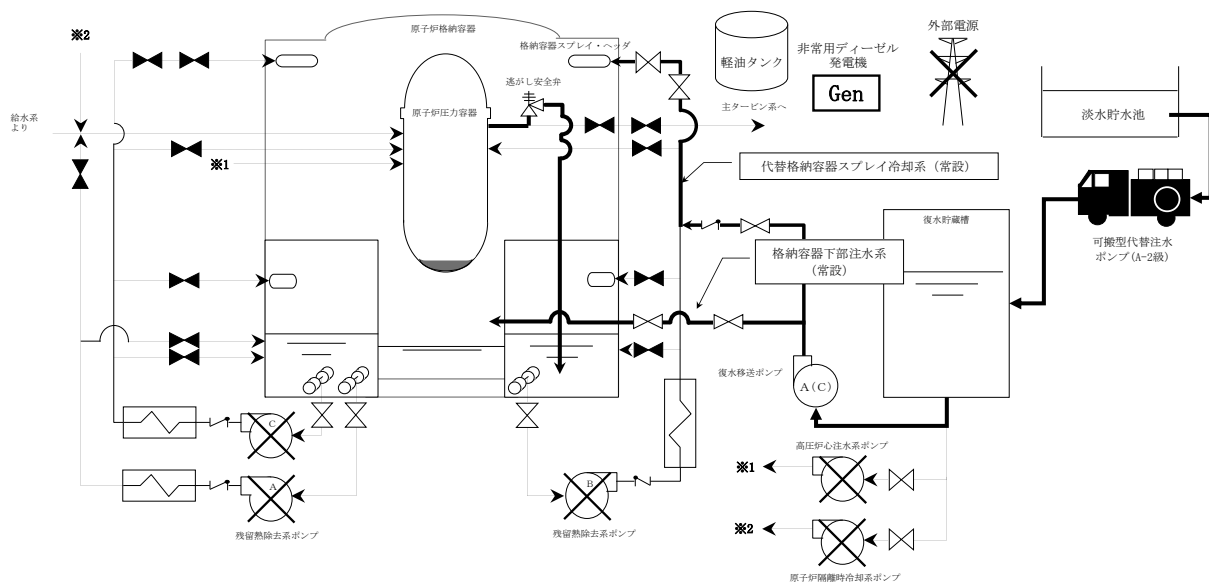 ※2
原子炉格納容器
格納容器スプレイ・ヘッダ
逃がし安全弁
原子炉圧力容器
給水系
より
※1
軽油タンク
非常用ディーゼル
発電機
Gen
外部電源
主タービン系へ
淡水貯水池
代替格納容器スプレイ冷却系（常設）
格納容器下部注水系
（常設）
復水貯蔵槽
可搬型代替注水
ポンプ(A-2級)
復水移送ポンプ
A(C)
C
A
残留熱除去系ポンプ
B
残留熱除去系ポンプ
高圧炉心注水系ポンプ
※1
※2
原子炉隔離時冷却系ポンプ